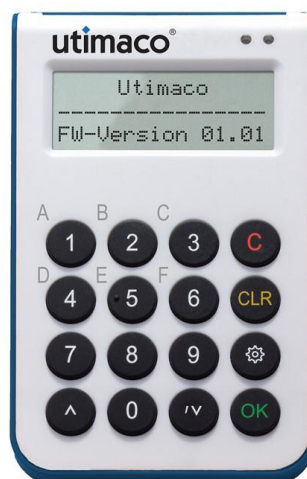 utimaco®
Utimaco
----------------
FW-Version 01.01
A B C
1 2 3 C
D E F
4 5 6 CLR
7 8 9
0
OK